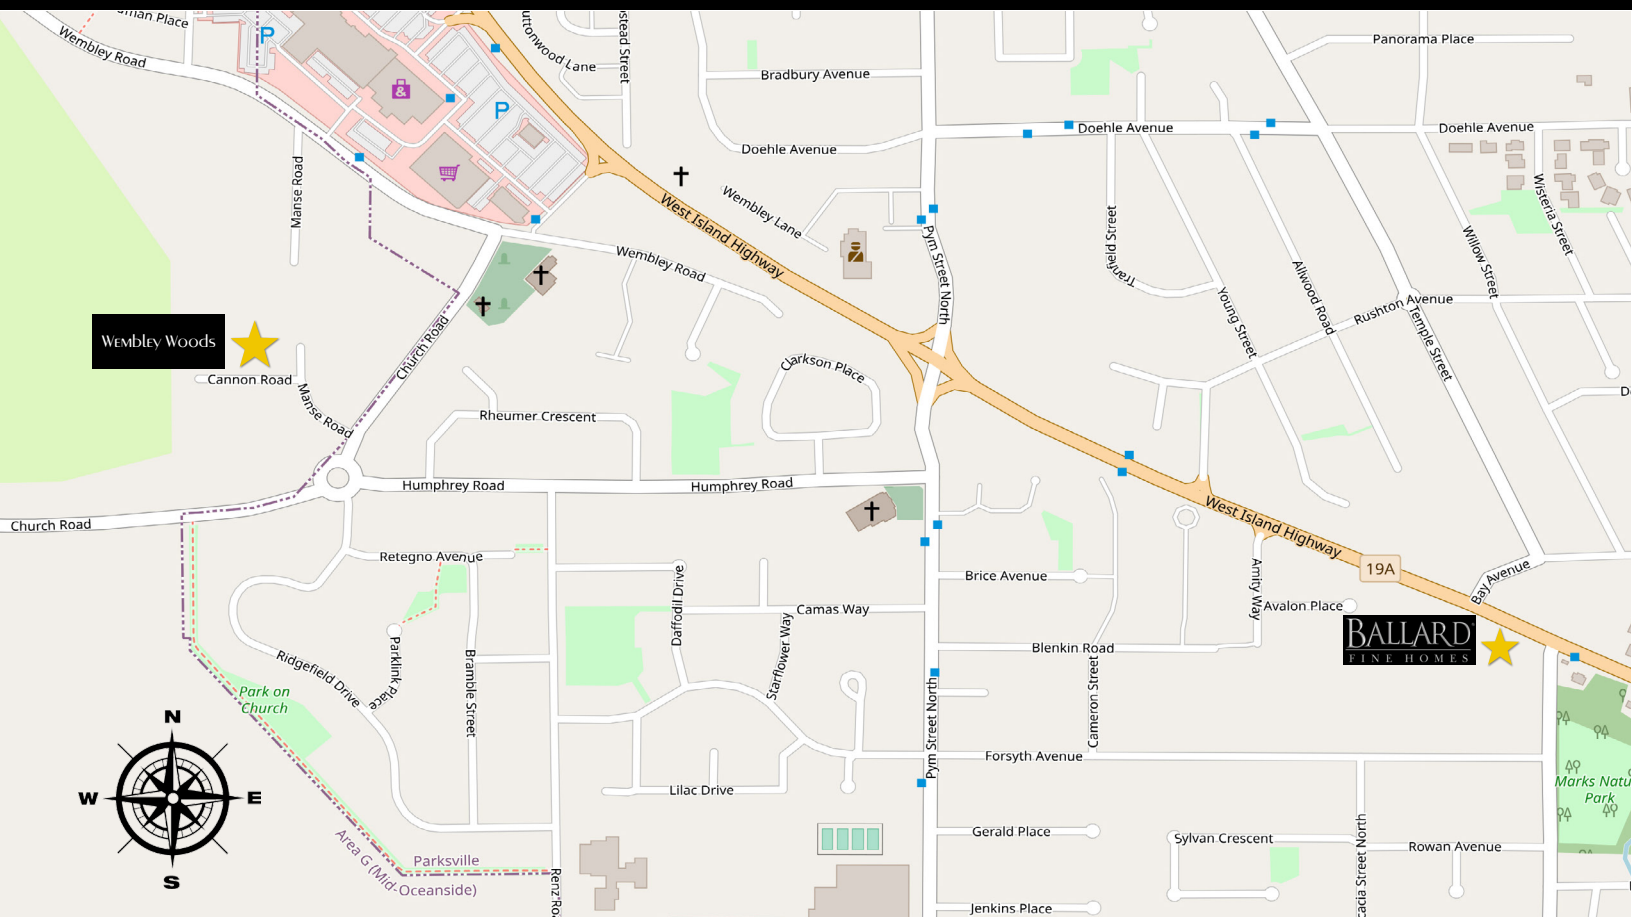 Wembley Road
P
&
P
Buttonwood Lane
Bradbury Avenue
Doehle Avenue
Doehle Avenue
Doehle Avenue
Panorama Place
Manse Road
Wembley Road
Wembley Lane
West Island Highway
Pym Street North
Tranfield Street
Young Street
Allwood Road
Rushton Avenue
Temple Street
Willow Street
Wisteria Street
Wembley Woods
Cannon Road
Manse Road
Church Road
Rheumer Crescent
Clarkson Place
Humphrey Road
Humphrey Road
Church Road
Retegno Avenue
West Island Highway
19A
Bay Avenue
Brice Avenue
Amity Way
Avalon Place
BALLARD
FINE HOMES
Daffodil Drive
Camas Way
Starflower Way
Blenkin Road
Cameron Street
Parklink Place
Ridgefield Drive
Bramble Street
Park on
Church
Pym Street North
Forsyth Avenue
Lilac Drive
Marks Natu
Park
N
W
E
S
Gerald Place
Sylvan Crescent
Rowan Avenue
Jenkins Place
Parksville
Area G (Mid-Oceanside)